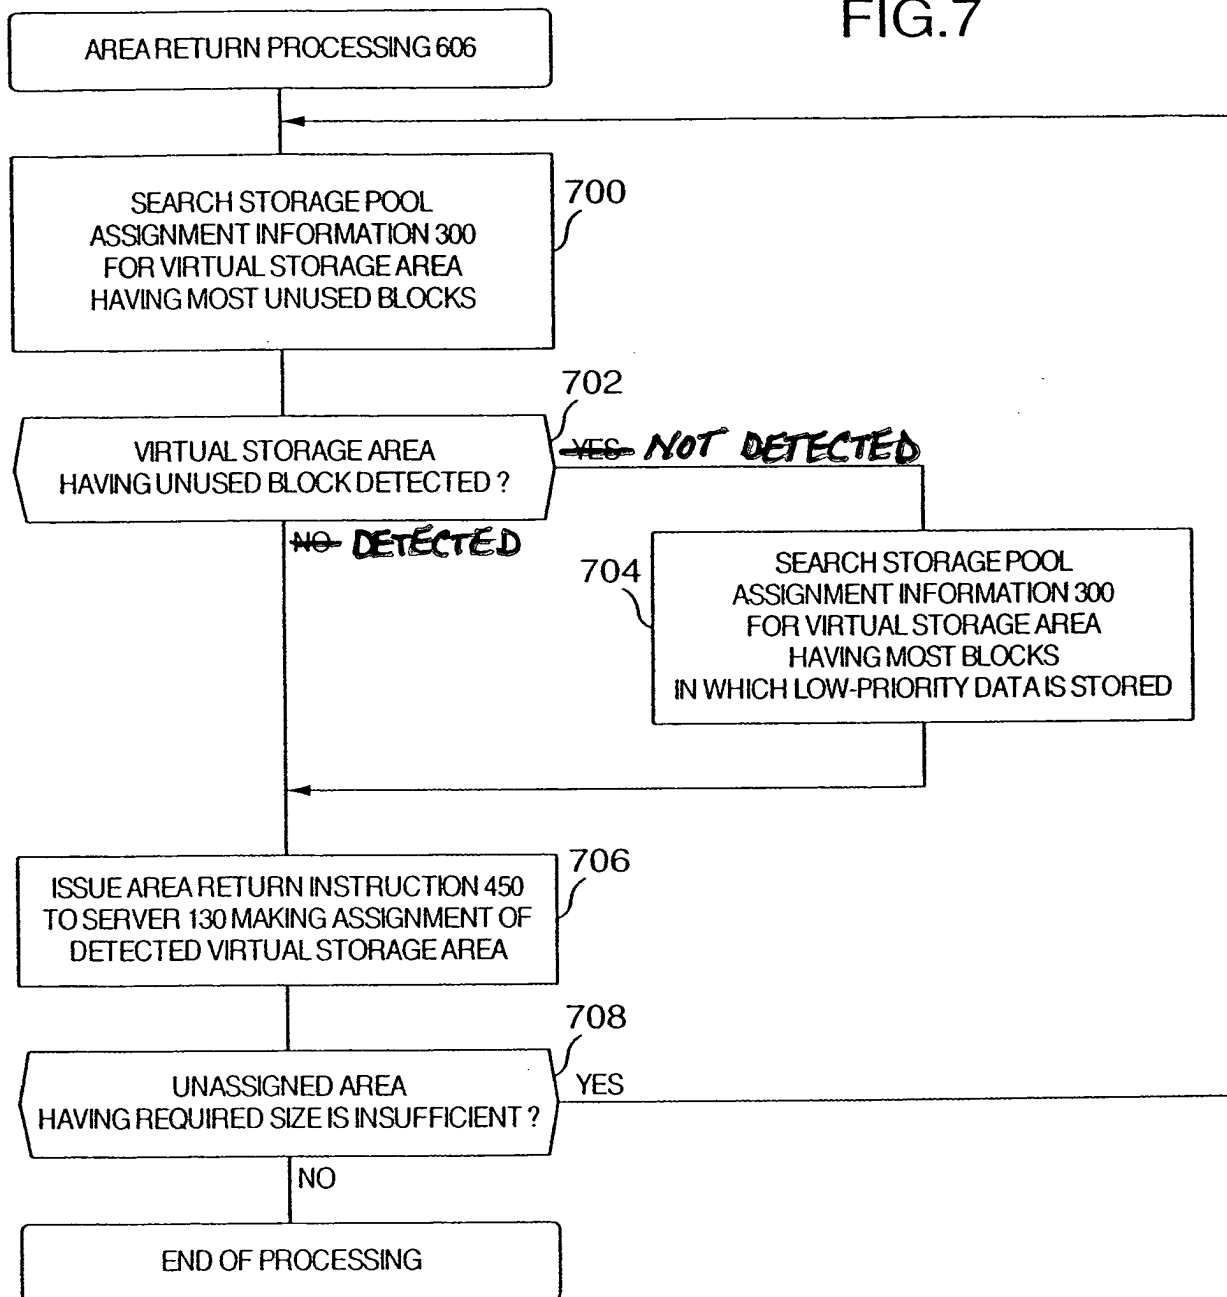 FIG.7
AREA RETURN PROCESSING 606
700
SEARCH STORAGE POOL
ASSIGNMENT INFORMATION 300
FOR VIRTUAL STORAGE AREA
HAVING MOST UNUSED BLOCKS
702
VIRTUAL STORAGE AREA
HAVING UNUSED BLOCK DETECTED ?
YES NOT DETECTED
NO DETECTED
704
SEARCH STORAGE POOL
ASSIGNMENT INFORMATION 300
FOR VIRTUAL STORAGE AREA
HAVING MOST BLOCKS
IN WHICH LOW-PRIORITY DATA IS STORED
706
ISSUE AREA RETURN INSTRUCTION 450
TO SERVER 130 MAKING ASSIGNMENT OF
DETECTED VIRTUAL STORAGE AREA
708
UNASSIGNED AREA
HAVING REQUIRED SIZE IS INSUFFICIENT ?
YES
NO
END OF PROCESSING